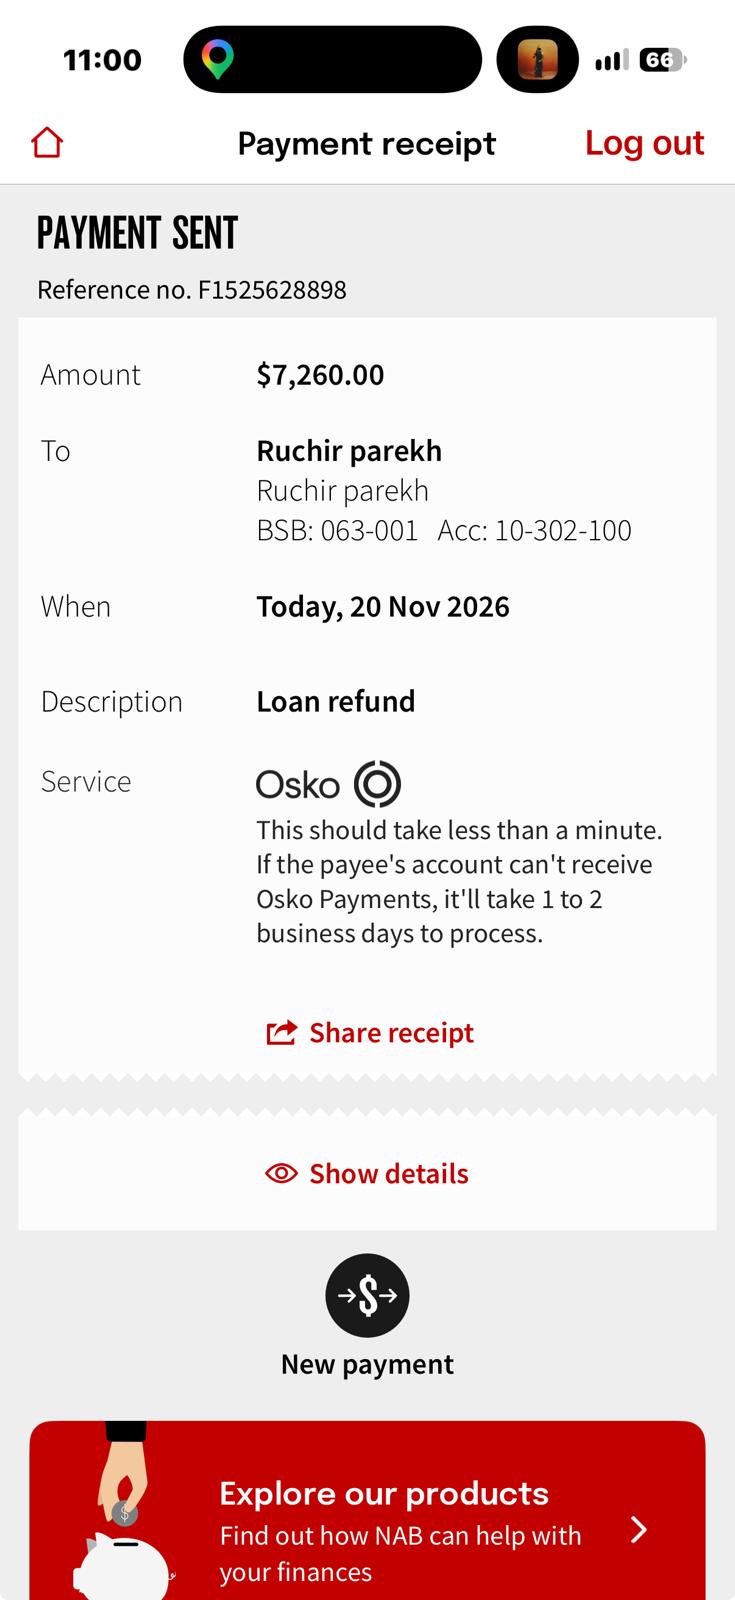 11:00
66
Payment receipt
Log out
PAYMENT SENT
Reference no. F1525628898
Amount
$7,260.00
To
Ruchir parekh
Ruchir parekh
BSB: 063-001 Acc: 10-302-100
When
Today, 20 Nov 2026
Description
Loan refund
Service
Osko
This should take less than a minute.
If the payee's account can't receive
Osko Payments, it'll take 1 to 2
business days to process.
Share receipt
Show details
$
New payment
$
Explore our products
Find out how NAB can help with
your finances